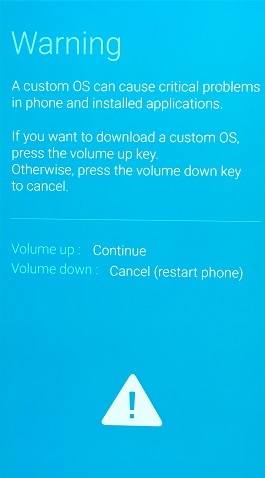 Warning
A custom OS can cause critical problems
in phone and installed applications.
If you want to download a custom OS,
press the volume up key.
Otherwise, press the volume down key
to cancel.
Volume up : Continue
Volume down : Cancel (restart phone)
!